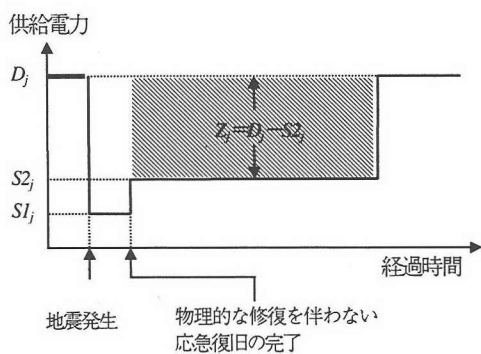 供給電力
D_j
Z_j=D_j−S2_j
S2_j
S1_j
経過時間
地震発生
物理的な修復を伴わない
応急復旧の完了